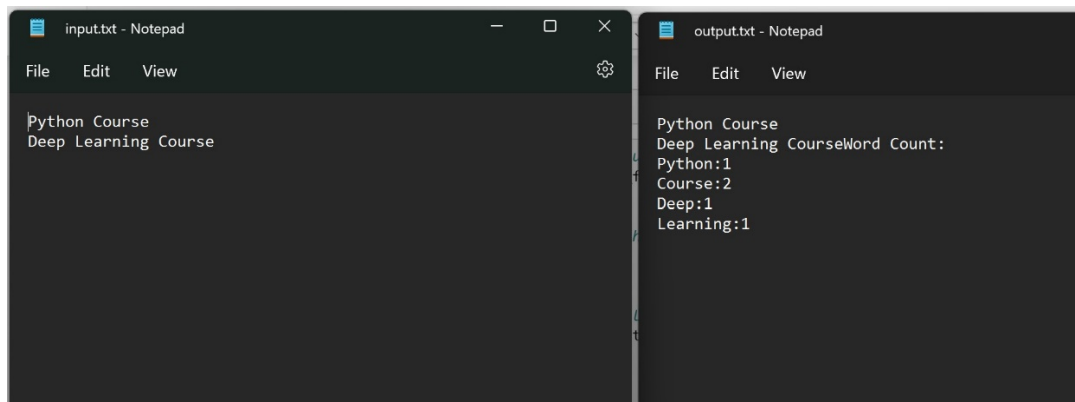 input.txt - Notepad
File Edit View
Python Course
Deep Learning Course
output.txt - Notepad
File Edit View
Python Course
Deep Learning CourseWord Count:
Python:1
Course:2
Deep:1
Learning:1